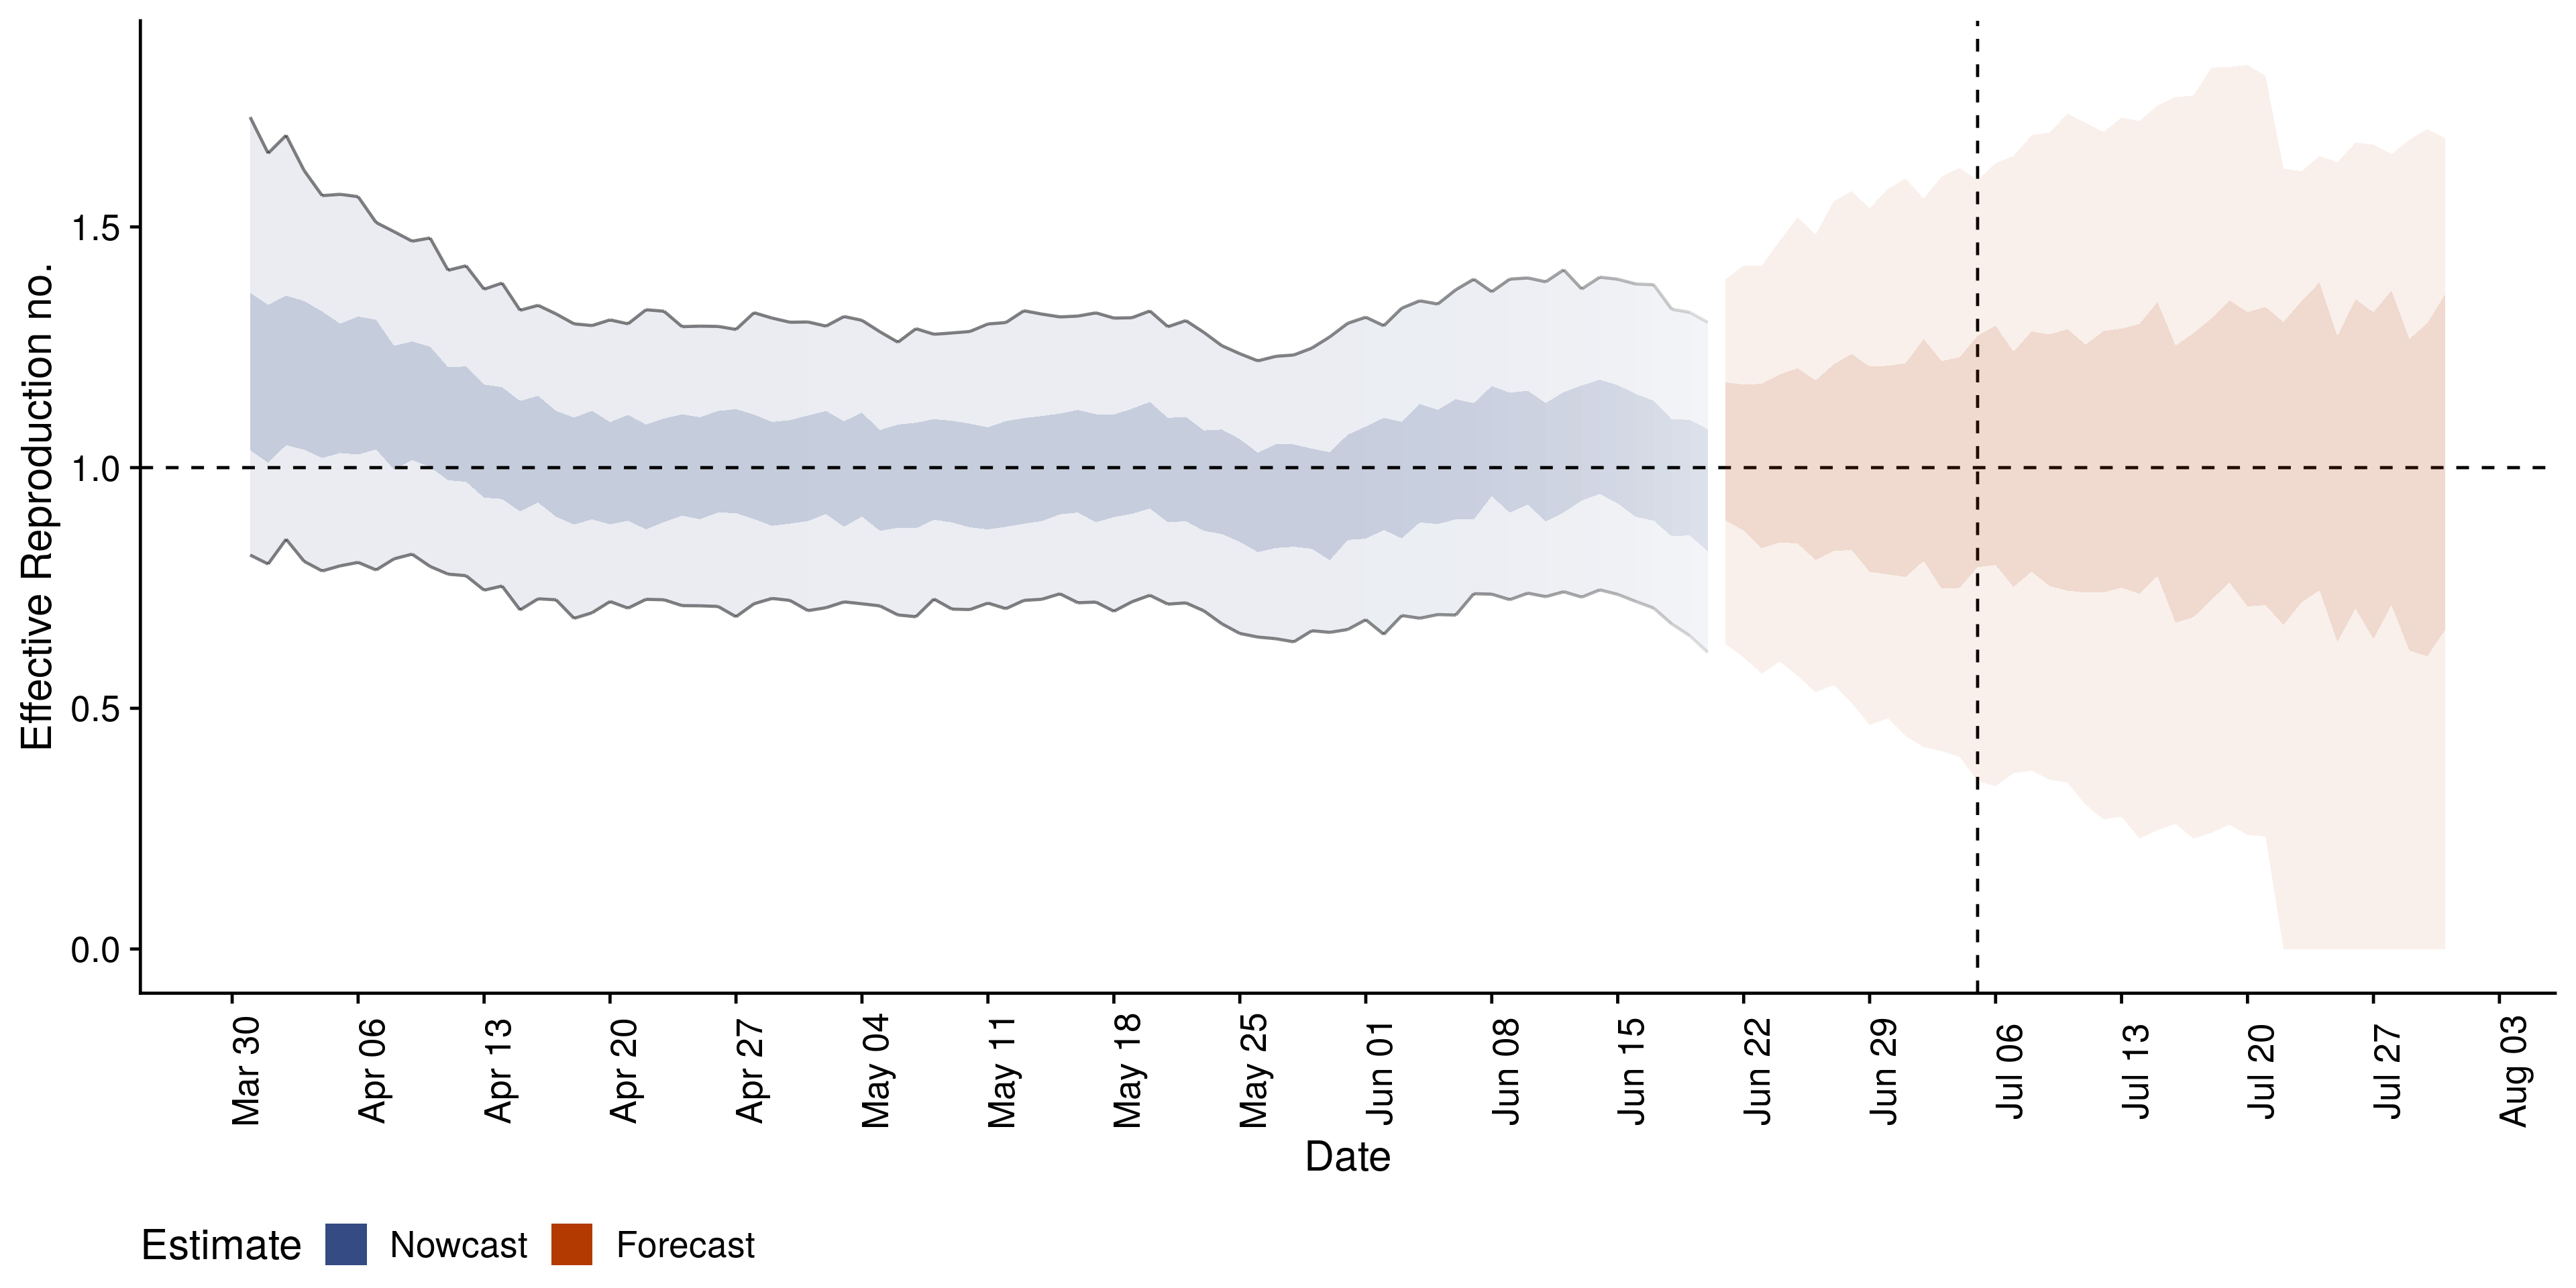 Effective Reproduction no.
1.5
1.0
0.5
0.0
Mar 30
Apr 06
Apr 13
Apr 20
Apr 27
May 04
May 11
May 18
May 25
Jun 01
Jun 08
Jun 15
Jun 22
Jun 29
Jul 06
Jul 13
Jul 20
Jul 27
Aug 03
Date
Estimate Nowcast Forecast